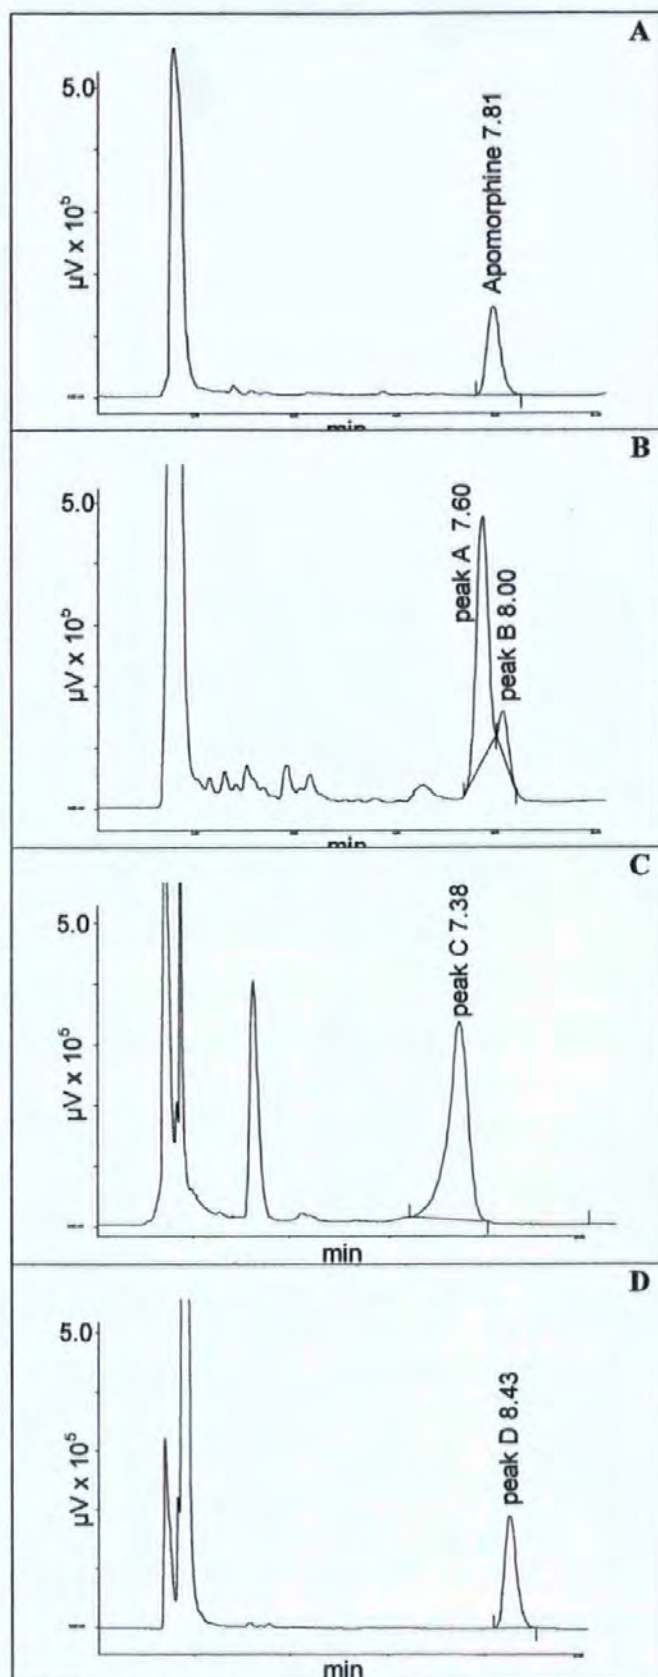 A
5.0
µV x 10⁵
Apomorphine 7.81
min
B
5.0
µV x 10⁵
peak A 7.60
peak B 8.00
min
C
5.0
µV x 10⁵
peak C 7.38
min
D
5.0
µV x 10⁵
peak D 8.43
min